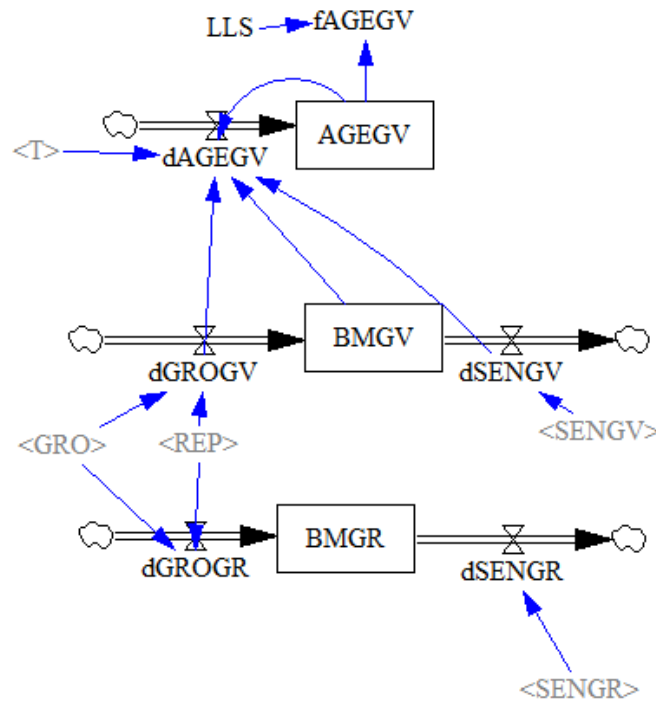 LLS fAGEGV
AGEGV
<T> dAGEGV
BMGV
dGROGV dSENGV
<GRO> <REP> <SENGV>
BMGR
dGROGR dSENGR
<SENGR>